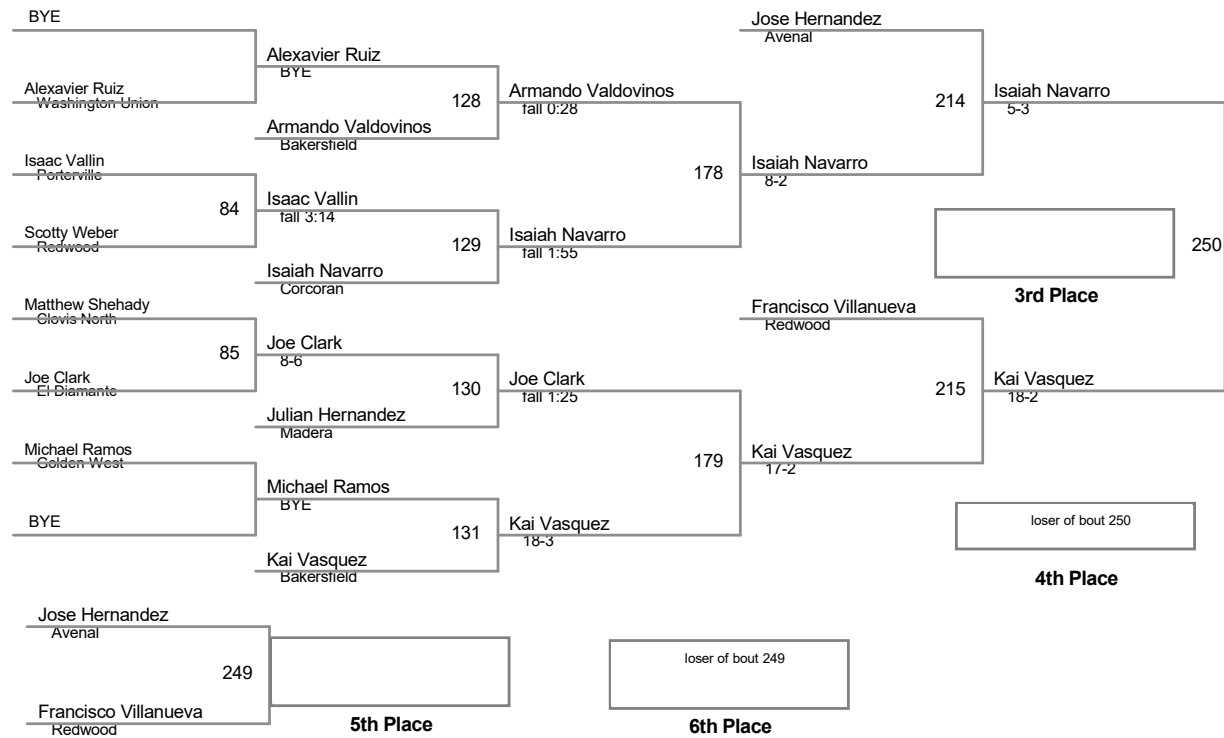 BYE
Alexavier Ruiz
Washington Union
Isaac Vallin
Porterville
84
Scotty Weber
Redwood
Matthew Shehady
Clovis North
85
Joe Clark
El Diamante
Michael Ramos
Golden West
BYE
Alexavier Ruiz
BYE
128
Armando Valdovinos
Bakersfield
Isaac Vallin
fall 3:14
129
Isaiah Navarro
Corcoran
Joe Clark
8-6
130
Julian Hernandez
Madera
Michael Ramos
BYE
131
Kai Vasquez
Bakersfield
Armando Valdovinos
fall 0:28
178
Isaiah Navarro
fall 1:55
Joe Clark
fall 1:25
179
Kai Vasquez
18-3
Jose Hernandez
Avenal
214
Isaiah Navarro
8-2
Francisco Villanueva
Redwood
215
Kai Vasquez
17-2
Isaiah Navarro
5-3
250
Kai Vasquez
18-2
3rd Place
loser of bout 250
4th Place
Jose Hernandez
Avenal
249
Francisco Villanueva
Redwood
5th Place
loser of bout 249
6th Place